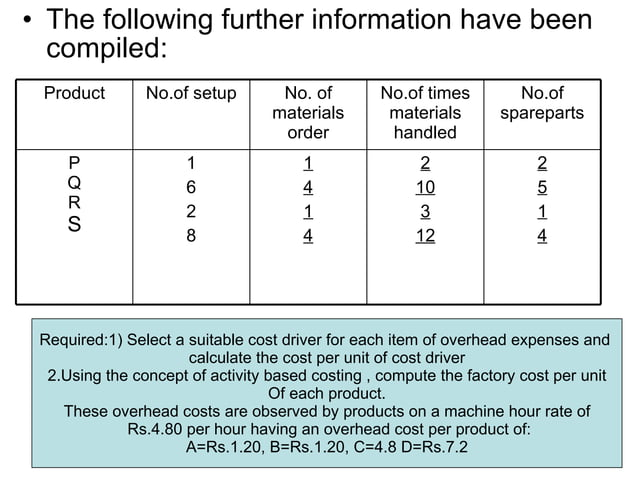 • The following further information have been
compiled:
Product No.of setup No. of materials order No.of times materials handled No.of spareparts
P 1 1 2 2
Q 6 4 10 5
R 2 1 3 1
S 8 4 12 4
Required:1) Select a suitable cost driver for each item of overhead expenses and
calculate the cost per unit of cost driver
2.Using the concept of activity based costing , compute the factory cost per unit
Of each product.
These overhead costs are observed by products on a machine hour rate of
Rs.4.80 per hour having an overhead cost per product of:
A=Rs.1.20, B=Rs.1.20, C=4.8 D=Rs.7.2